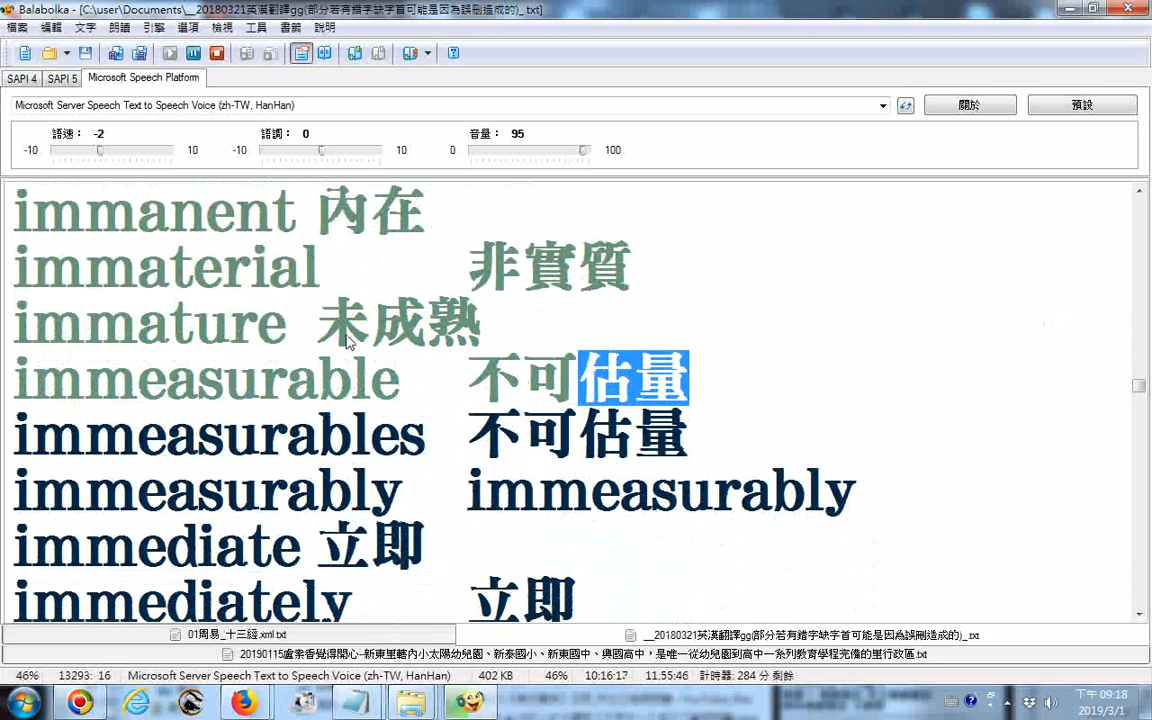 Balabolka - [C:\user\Documents\__20180321英漢翻譯gg(部分若有錯字缺字首可能是因為誤刪造成的)_.txt]
檔案 編輯 文字 朗讀 引擎 選項 檢視 工具 書籤 說明
SAPI 4 SAPI 5 Microsoft Speech Platform
Microsoft Server Speech Text to Speech Voice (zh-TW, HanHan) 關於 預設
語速： -2 語調： 0 音量： 95
-10 10 -10 10 0 100
immanent 內在
immaterial 非實質
immature 未成熟
immeasurable 不可估量
immeasurables 不可估量
immeasurably immeasurably
immediate 立即
immediately 立即
01周易_十三經.xml.txt __20180321英漢翻譯gg(部分若有錯字缺字首可能是因為誤刪造成的)_.txt
20190115盧素香覺得開心-新東里轄內小太陽幼兒園、新泰國小、新東國中、興國高中，是唯一從幼兒園到高中一系列教育學程完備的里行政區.txt
46% 13293: 16 Microsoft Server Speech Text to Speech Voice (zh-TW, HanHan) 402 KB 46% 10:16:17 11:55:46 計時器: 284 分 剩餘
下午 09:18
2019/3/1